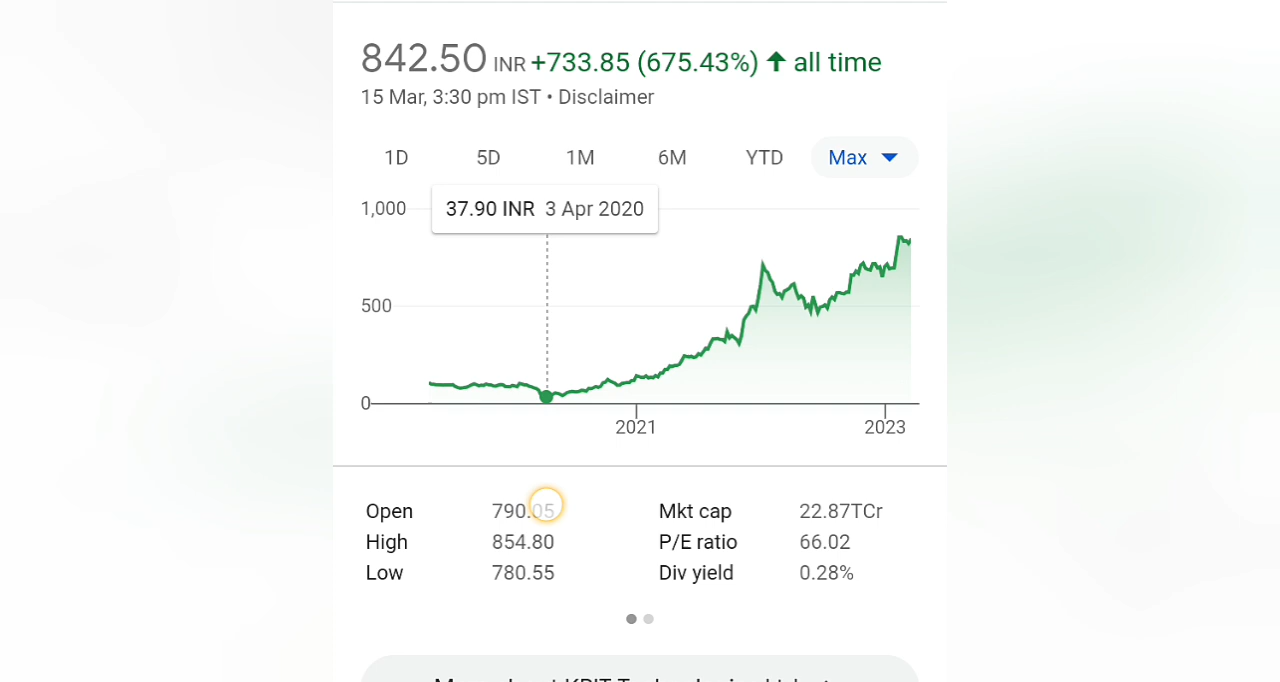 842.50 INR +733.85 (675.43%) ↑ all time
15 Mar, 3:30 pm IST • Disclaimer
1D 5D 1M 6M YTD Max
1,000
37.90 INR 3 Apr 2020
500
0
2021 2023
Open 790.05 Mkt cap 22.87TCr
High 854.80 P/E ratio 66.02
Low 780.55 Div yield 0.28%